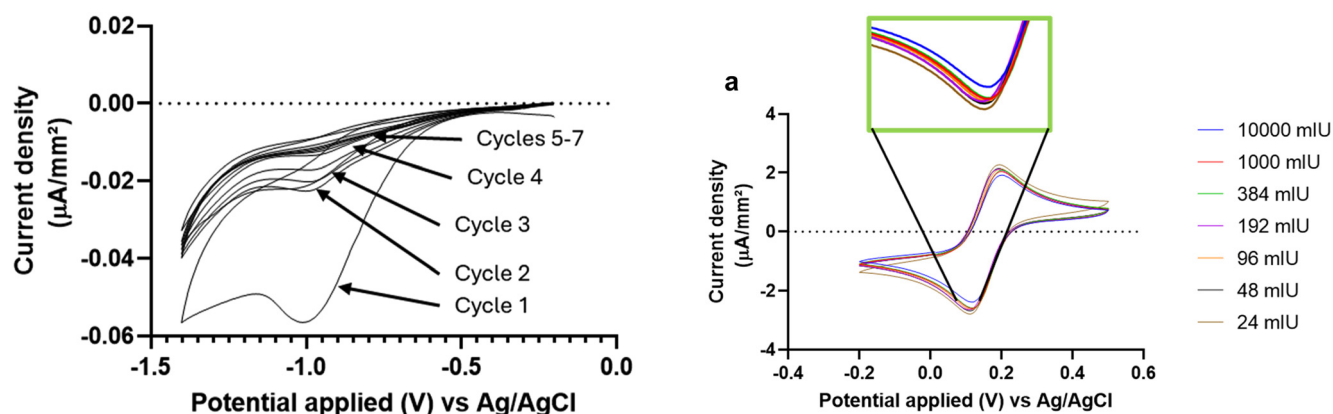 0.02
0.00
-0.02
-0.04
-0.06
-1.5
-1.0
-0.5
0.0
Current density
(μA/mm²)
Potential applied (V) vs Ag/AgCl
Cycles 5-7
Cycle 4
Cycle 3
Cycle 2
Cycle 1
a
4
2
0
-2
-4
-0.4
-0.2
0.0
0.2
0.4
0.6
Current density
(μA/mm²)
Potential applied (V) vs Ag/AgCl
10000 mIU
1000 mIU
384 mIU
192 mIU
96 mIU
48 mIU
24 mIU